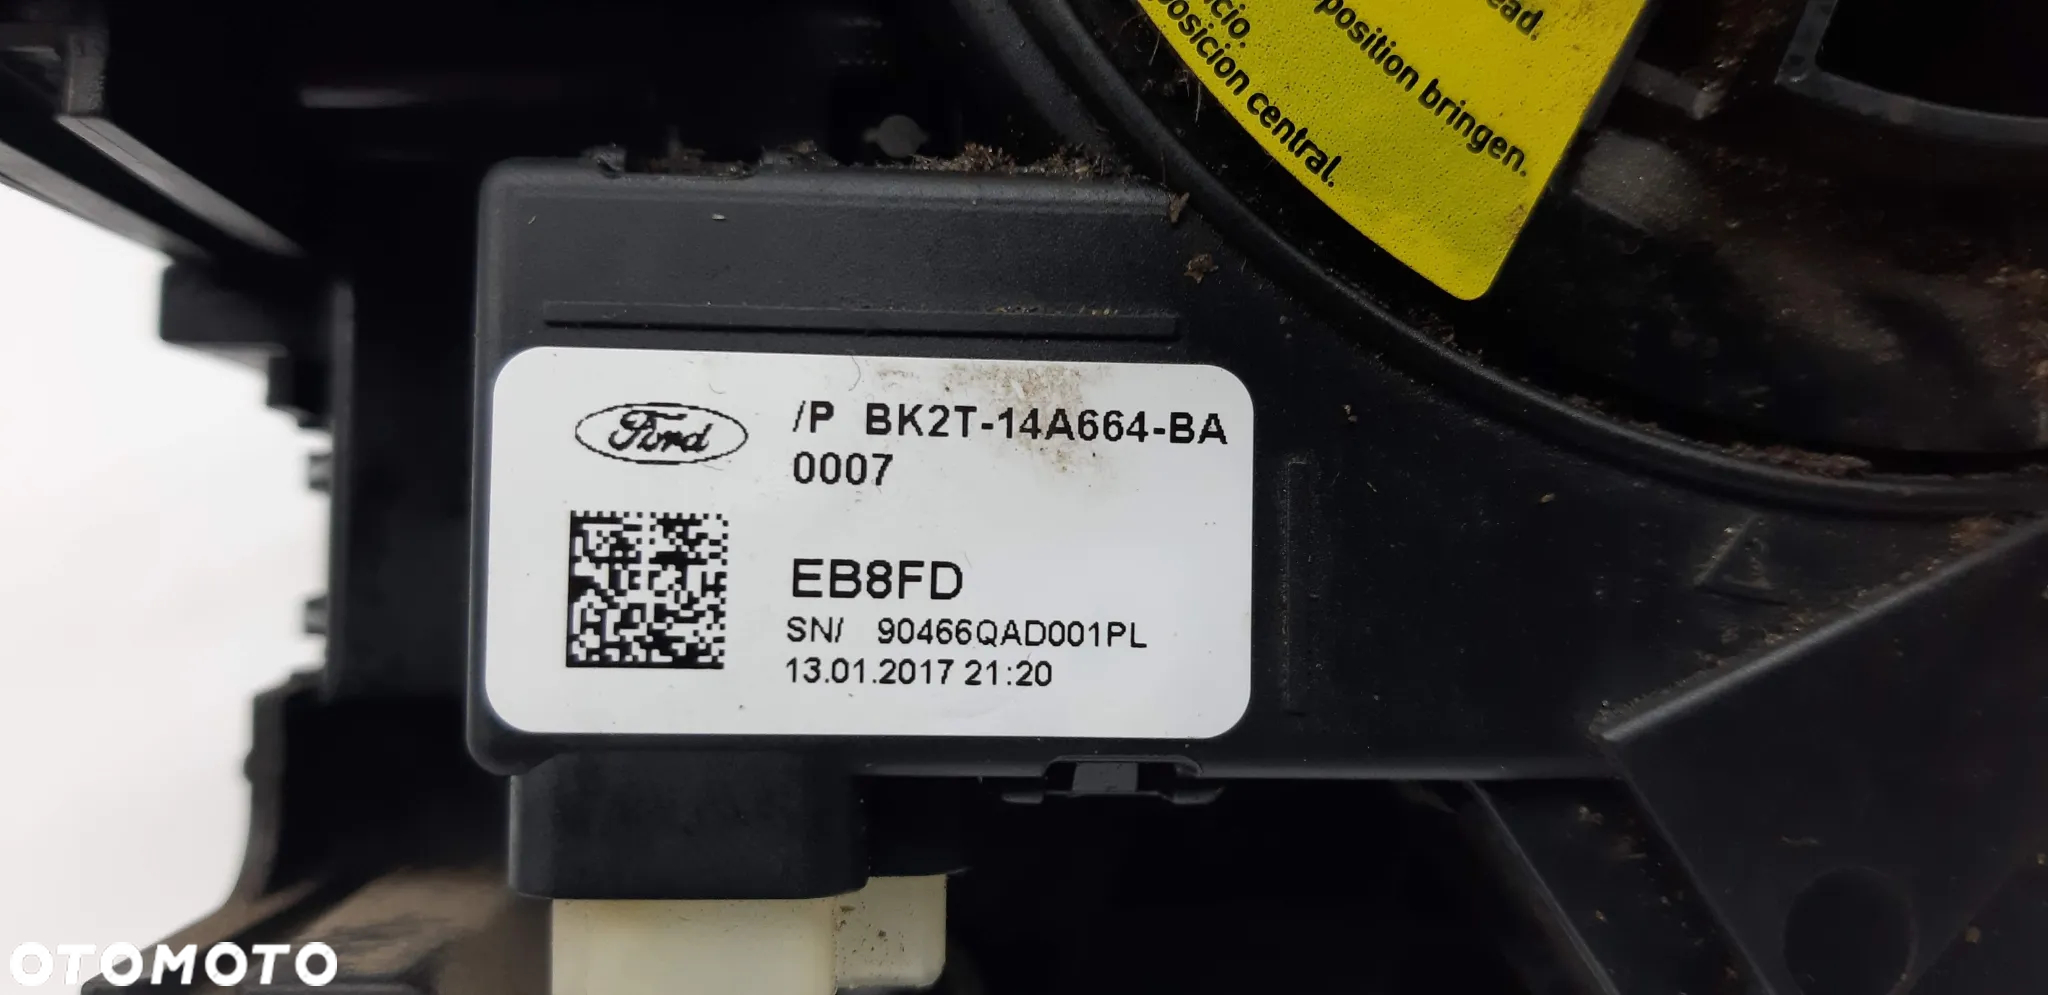 ead.
position bringen.
cio.
posicion central.
Ford
/P BK2T-14A664-BA
0007
EB8FD
SN/ 90466QAD001PL
13.01.2017 21:20
OTOMOTO